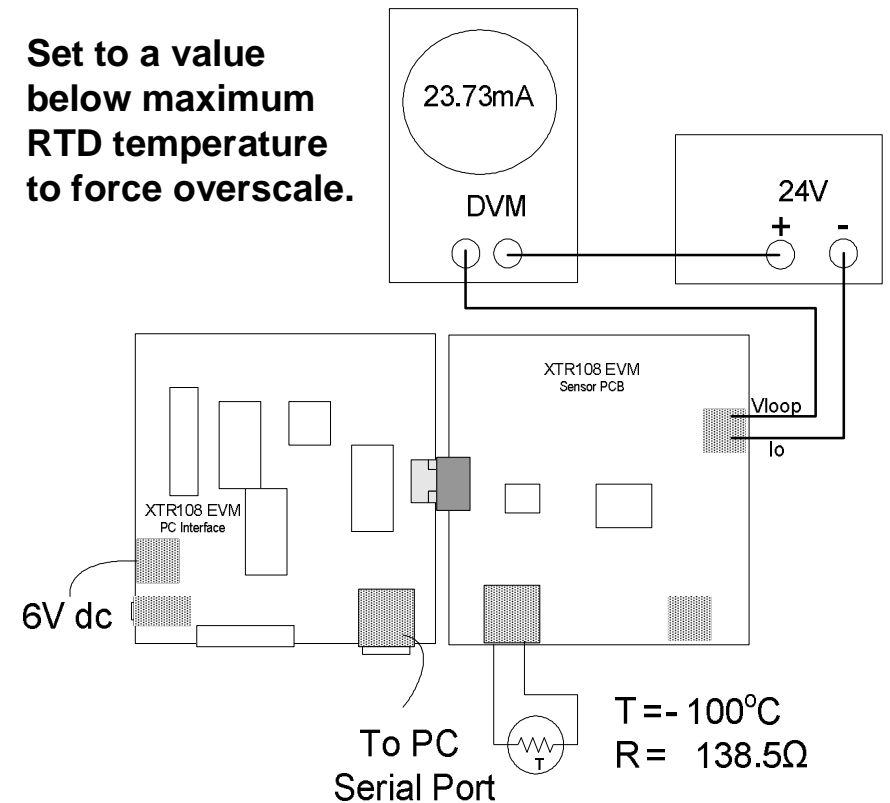 Set to a value
below maximum
RTD temperature
to force overscale.
23.73mA
DVM
24V
+ -
XTR108 EVM
Sensor PCB
Vloop
Io
XTR108 EVM
PC Interface
6V dc
To PC
Serial Port
T
T =- 100°C
R = 138.5Ω